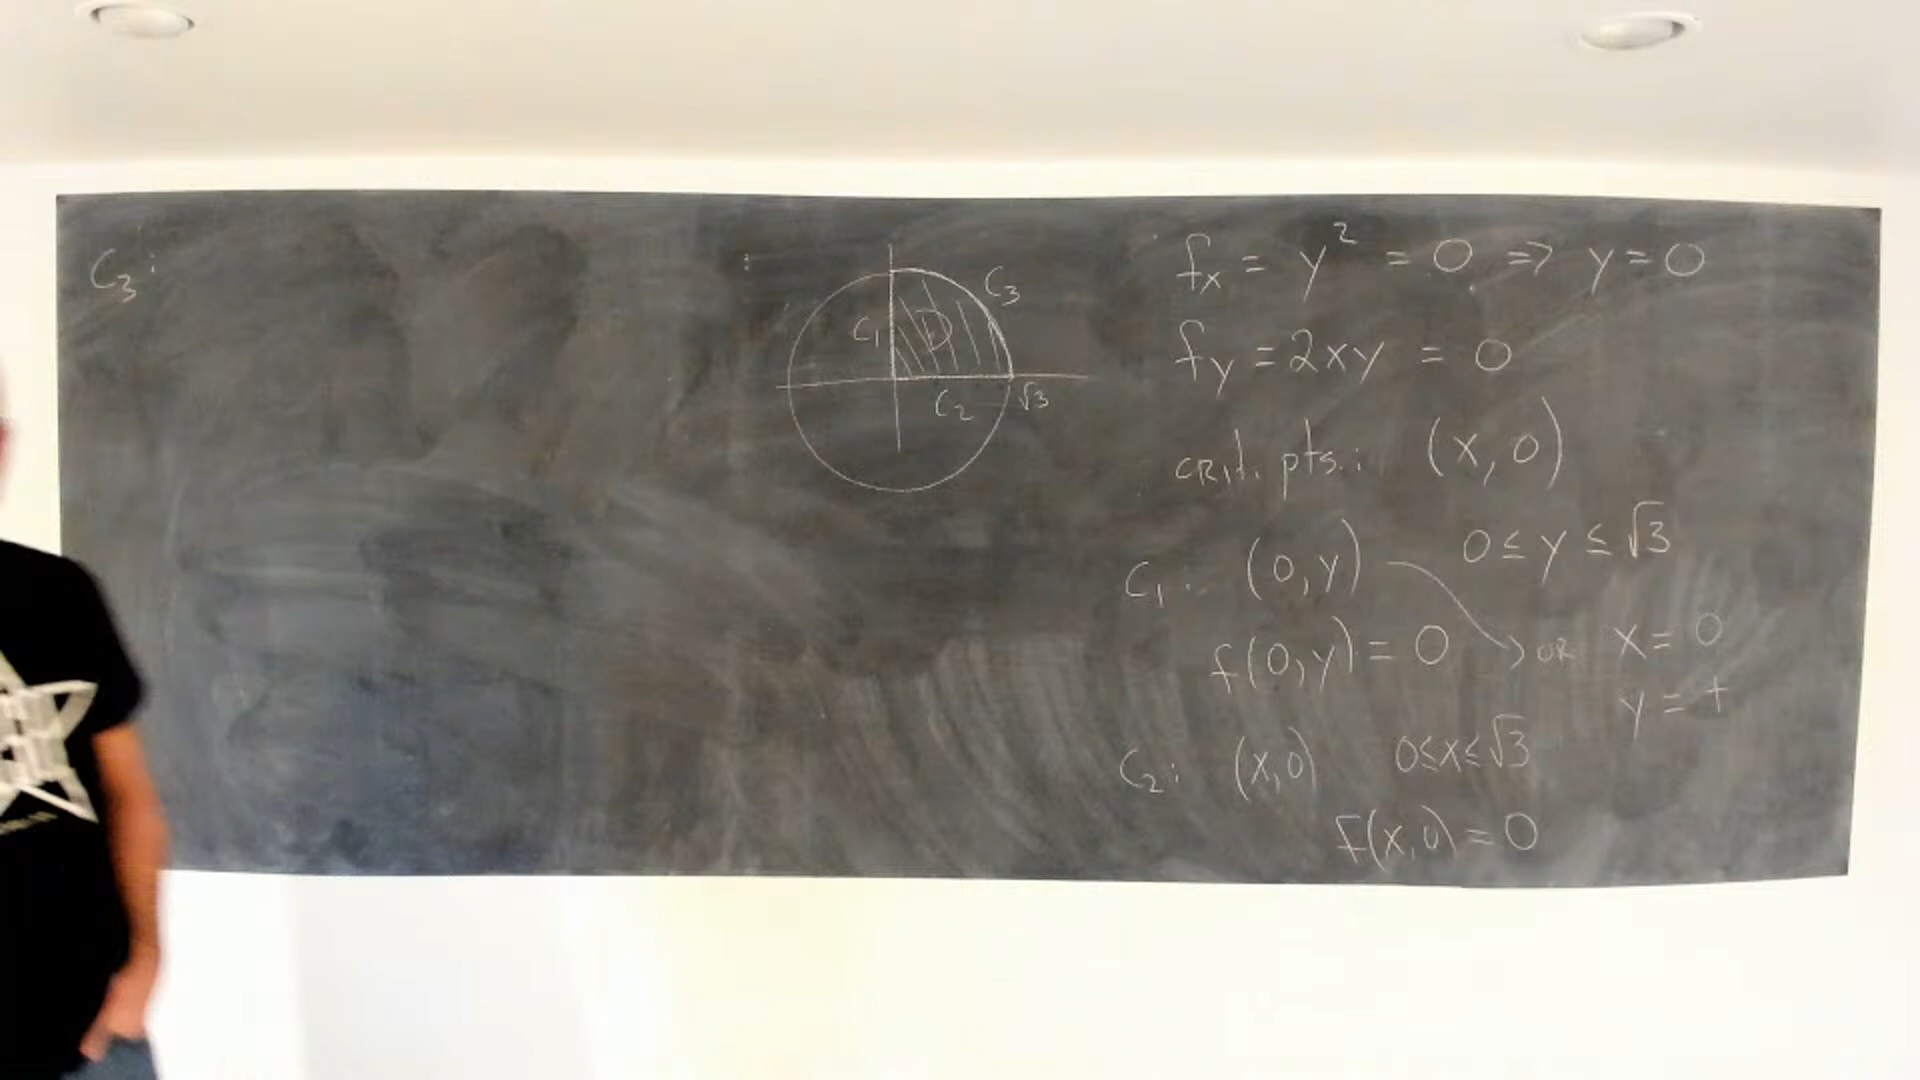 C₃:
:
C₃
C₁
D
C₂
√3
fₓ = y² = 0 ⇒ y = 0
f_y = 2xy = 0
crit. pts.: (x, 0)
C₁: (0, y) 0 ≤ y ≤ √3
f(0, y) = 0 → or x = 0
y = t
C₂: (x, 0) 0 ≤ x ≤ √3
f(x, 0) = 0